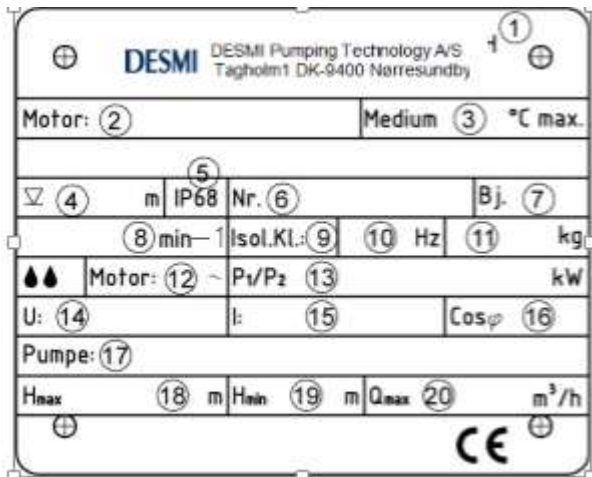 ①
DESMI DESMI Pumping Technology A/S
Tagholm1 DK-9400 Nørresundby
Motor: ② Medium ③ °C max.
⑤
④ m IP68 Nr. ⑥ Bj. ⑦
⑧ min-1 Isol.Kl.: ⑨ ⑩ Hz ⑪ kg
Motor: ⑫ ~ P1/P2 ⑬ kW
U: ⑭ I: ⑮ Cosφ ⑯
Pumpe: ⑰
Hmax ⑱ m Hmin ⑲ m Qmax ⑳ m³/h
CE